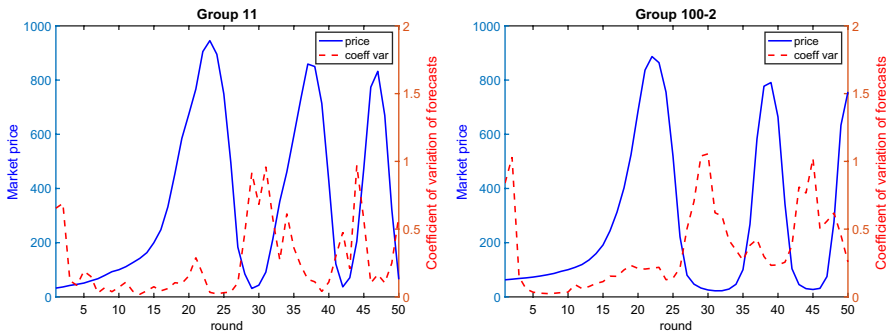 Group 11
price
coeff var
Market price
1000
800
600
400
200
0
2
1.5
1
0.5
0
Coefficient of variation of forecasts
5 10 15 20 25 30 35 40 45 50
round
Group 100-2
price
coeff var
Market price
1000
800
600
400
200
0
2
1.5
1
0.5
0
Coefficient of variation of forecasts
5 10 15 20 25 30 35 40 45 50
round